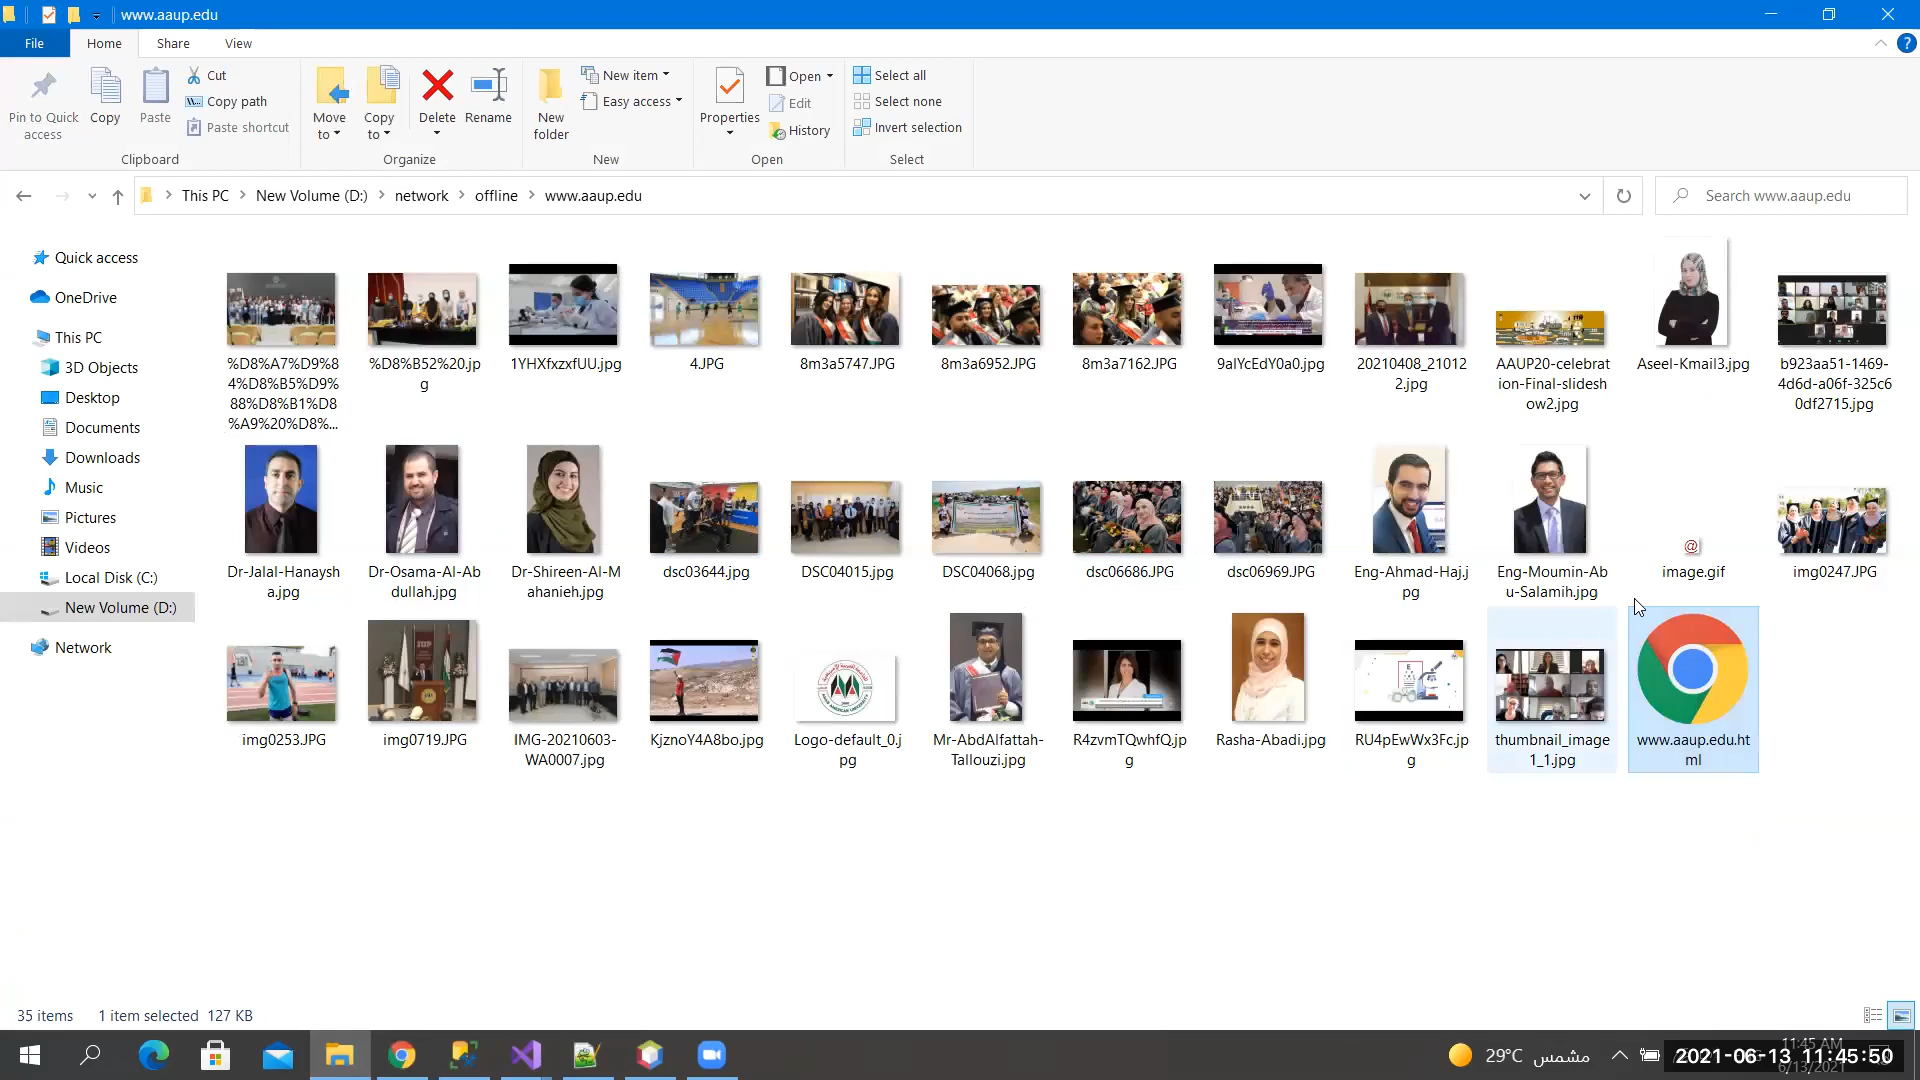 www.aaup.edu
File
Home
Share
View
Pin to Quick
access
Copy
Paste
Cut
Copy path
Paste shortcut
Clipboard
Move
to
Copy
to
Delete
Rename
Organize
New
folder
New item
Easy access
New
Properties
Open
Edit
History
Open
Select all
Select none
Invert selection
Select
This PC
New Volume (D:)
network
offline
www.aaup.edu
Search www.aaup.edu
Quick access
OneDrive
This PC
3D Objects
Desktop
Documents
Downloads
Music
Pictures
Videos
Local Disk (C:)
New Volume (D:)
Network
%D8%A7%D9%8
4%D8%B5%D9%
88%D8%B1%D8
%A9%20%D8%...
%D8%B52%20.jp
g
1YHXfxzxfUU.jpg
4.JPG
8m3a5747.JPG
8m3a6952.JPG
8m3a7162.JPG
9alYcEdY0a0.jpg
20210408_21012
2.jpg
AAUP20-celebrat
ion-Final-slidesh
ow2.jpg
Aseel-Kmail3.jpg
b923aa51-1469-
4d6d-a06f-325c6
0df2715.jpg
Dr-Jalal-Hanaysh
a.jpg
Dr-Osama-Al-Ab
dullah.jpg
Dr-Shireen-Al-M
ahanieh.jpg
dsc03644.jpg
DSC04015.jpg
DSC04068.jpg
dsc06686.JPG
dsc06969.JPG
Eng-Ahmad-Haj.j
pg
Eng-Moumin-Ab
u-Salamih.jpg
@
image.gif
img0247.JPG
img0253.JPG
img0719.JPG
IMG-20210603-
WA0007.jpg
KjznoY4A8bo.jpg
Logo-default_0.j
pg
Mr-AbdAlfattah-
Tallouzi.jpg
R4zvmTQwhfQ.jp
g
Rasha-Abadi.jpg
RU4pEwWx3Fc.jp
g
thumbnail_image
1_1.jpg
www.aaup.edu.ht
ml
35 items
1 item selected 127 KB
29°C مشمس
11:45 AM
2021-06-13 11:45:50
6/13/2021